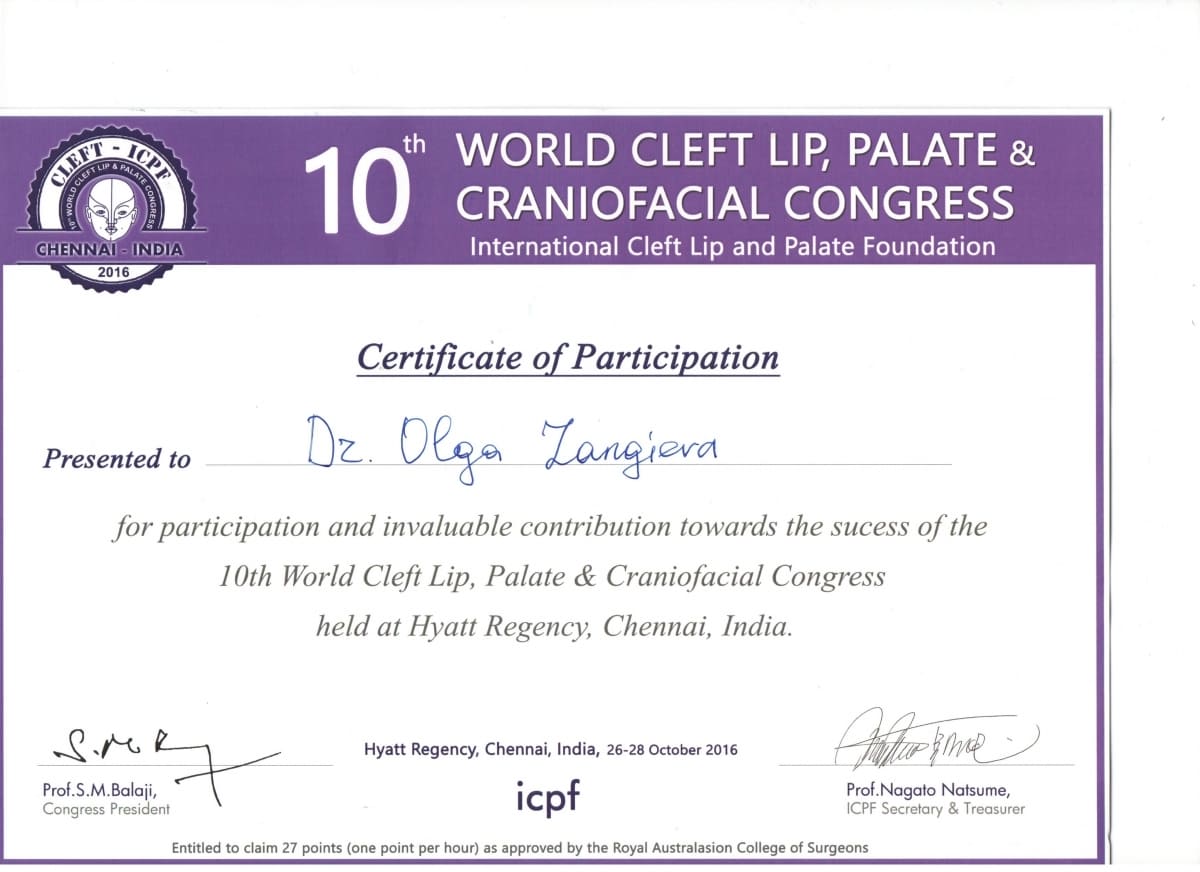 CLEFT - ICPF
10th WORLD CLEFT LIP & PALATE CONGRESS
CHENNAI - INDIA
2016
10th WORLD CLEFT LIP, PALATE &
CRANIOFACIAL CONGRESS
International Cleft Lip and Palate Foundation
Certificate of Participation
Presented to Dr. Olga Zangieva
for participation and invaluable contribution towards the sucess of the
10th World Cleft Lip, Palate & Craniofacial Congress
held at Hyatt Regency, Chennai, India.
Hyatt Regency, Chennai, India, 26-28 October 2016
Prof.S.M.Balaji,
Congress President
icpf
Prof.Nagato Natsume,
ICPF Secretary & Treasurer
Entitled to claim 27 points (one point per hour) as approved by the Royal Australasion College of Surgeons